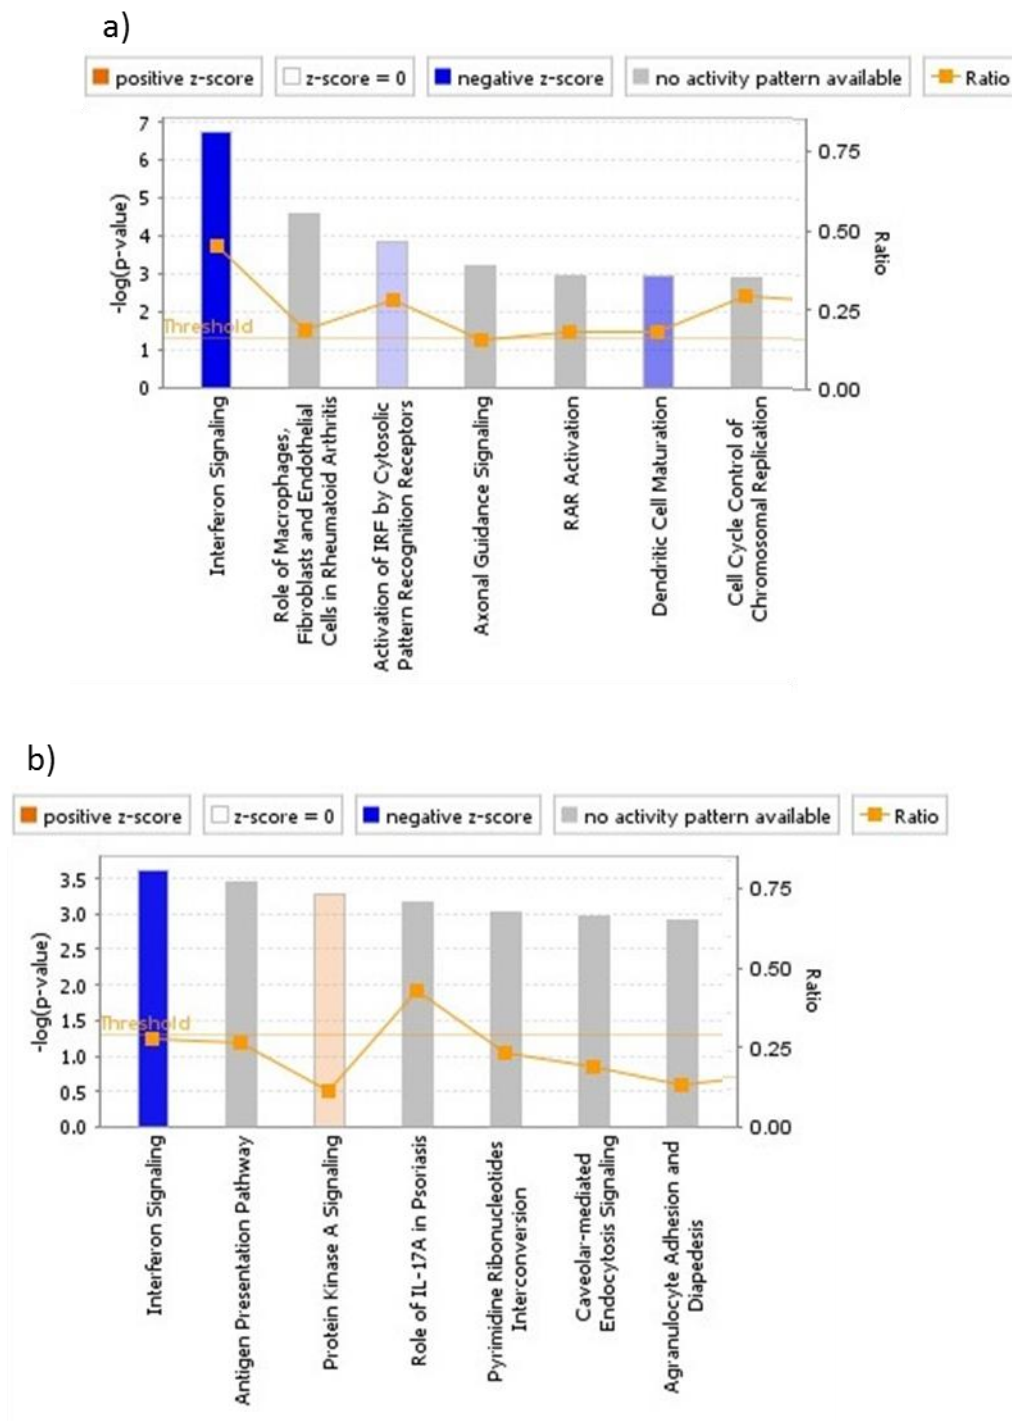 a)
positive z-score
z-score = 0
negative z-score
no activity pattern available
Ratio
7
6
5
4
3
2
1
0
-log(p-value)
Threshold
0.75
0.50
0.25
0.00
Ratio
Interferon Signaling
Role of Macrophages,
Fibroblasts and Endothelial
Cells in Rheumatoid Arthritis
Activation of IRF by Cytosolic
Pattern Recognition Receptors
Axonal Guidance Signaling
RAR Activation
Dendritic Cell Maturation
Cell Cycle Control of
Chromosomal Replication
b)
positive z-score
z-score = 0
negative z-score
no activity pattern available
Ratio
3.5
3.0
2.5
2.0
1.5
1.0
0.5
0.0
-log(p-value)
Threshold
0.75
0.50
0.25
0.00
Ratio
Interferon Signaling
Antigen Presentation Pathway
Protein Kinase A Signaling
Role of IL-17A in Psoriasis
Pyrimidine Ribonucleotides
Interconversion
Caveolar-mediated
Endocytosis Signaling
Agranulocyte Adhesion and
Diapedesis